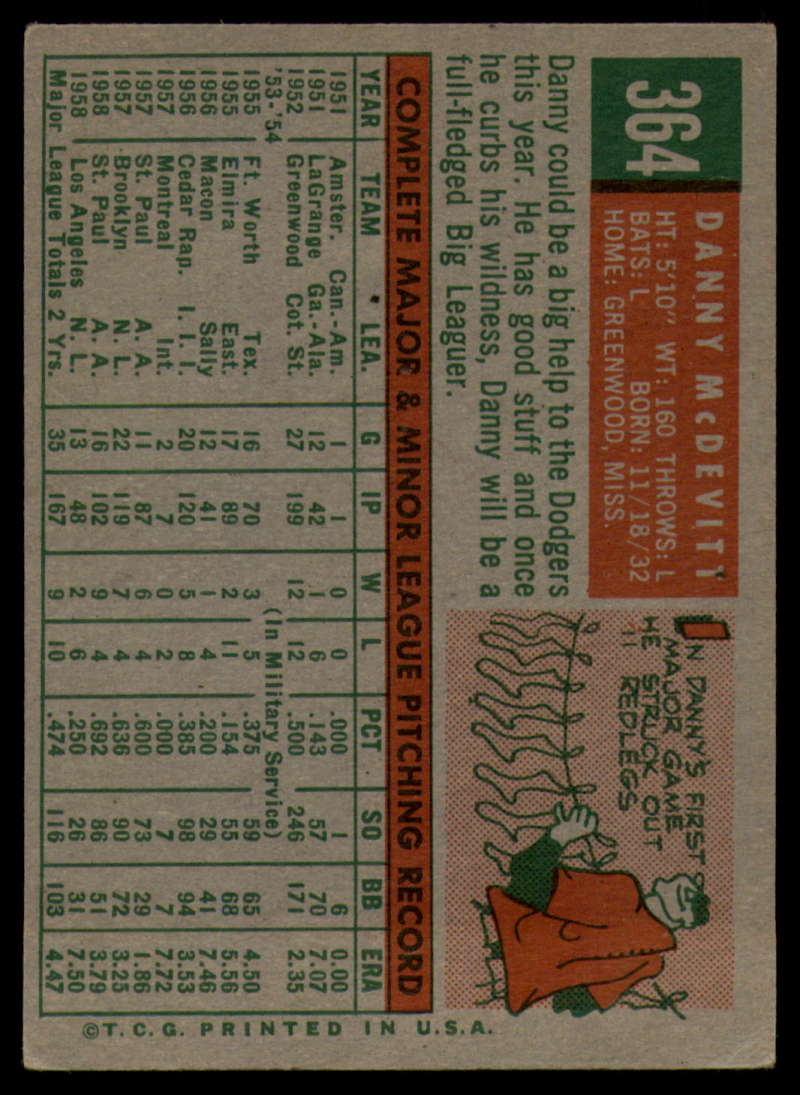 364
DANNY McDEVITT
HT: 5'10" WT: 160 THROWS: L
BATS: L BORN: 11/18/32
HOME: GREENWOOD, MISS.
Danny could be a big help to the Dodgers
this year. He has good stuff and once
he curbs his wildness, Danny will be a
full-fledged Big Leaguer.
IN DANNY'S FIRST
MAJOR GAME
HE STRUCK OUT
11 REDLEGS
COMPLETE MAJOR & MINOR LEAGUE PITCHING RECORD
YEAR TEAM LEA. G IP W L PCT SO BB ERA
1951 Amster. Can.-Am. 1 1 0 0 .000 1 6 0.00
1951 LaGrange Ga.-Ala. 12 42 1 6 .143 57 70 7.07
1952 Greenwood Cot. St. 27 199 12 12 .500 246 171 2.35
'53-'54 (In Military Service)
1955 Ft. Worth Tex. 16 70 3 5 .375 59 65 4.50
1955 Elmira East. 17 89 2 11 .154 55 68 5.56
1956 Macon Sally 12 41 1 4 .200 29 41 7.46
1956 Cedar Rap. I. I. I. 20 120 5 8 .385 98 94 3.53
1957 Montreal Int. 2 7 0 2 .000 7 7 7.72
1957 St. Paul A. A. 11 87 6 4 .600 73 29 1.86
1957 Brooklyn N. L. 22 119 7 4 .636 90 72 3.25
1958 St. Paul A. A. 16 102 9 4 .692 86 51 3.79
1958 Los Angeles N. L. 13 48 2 6 .250 26 31 7.50
Major League Totals 2 Yrs. 35 167 9 10 .474 116 103 4.47
©T.C.G. PRINTED IN U.S.A.